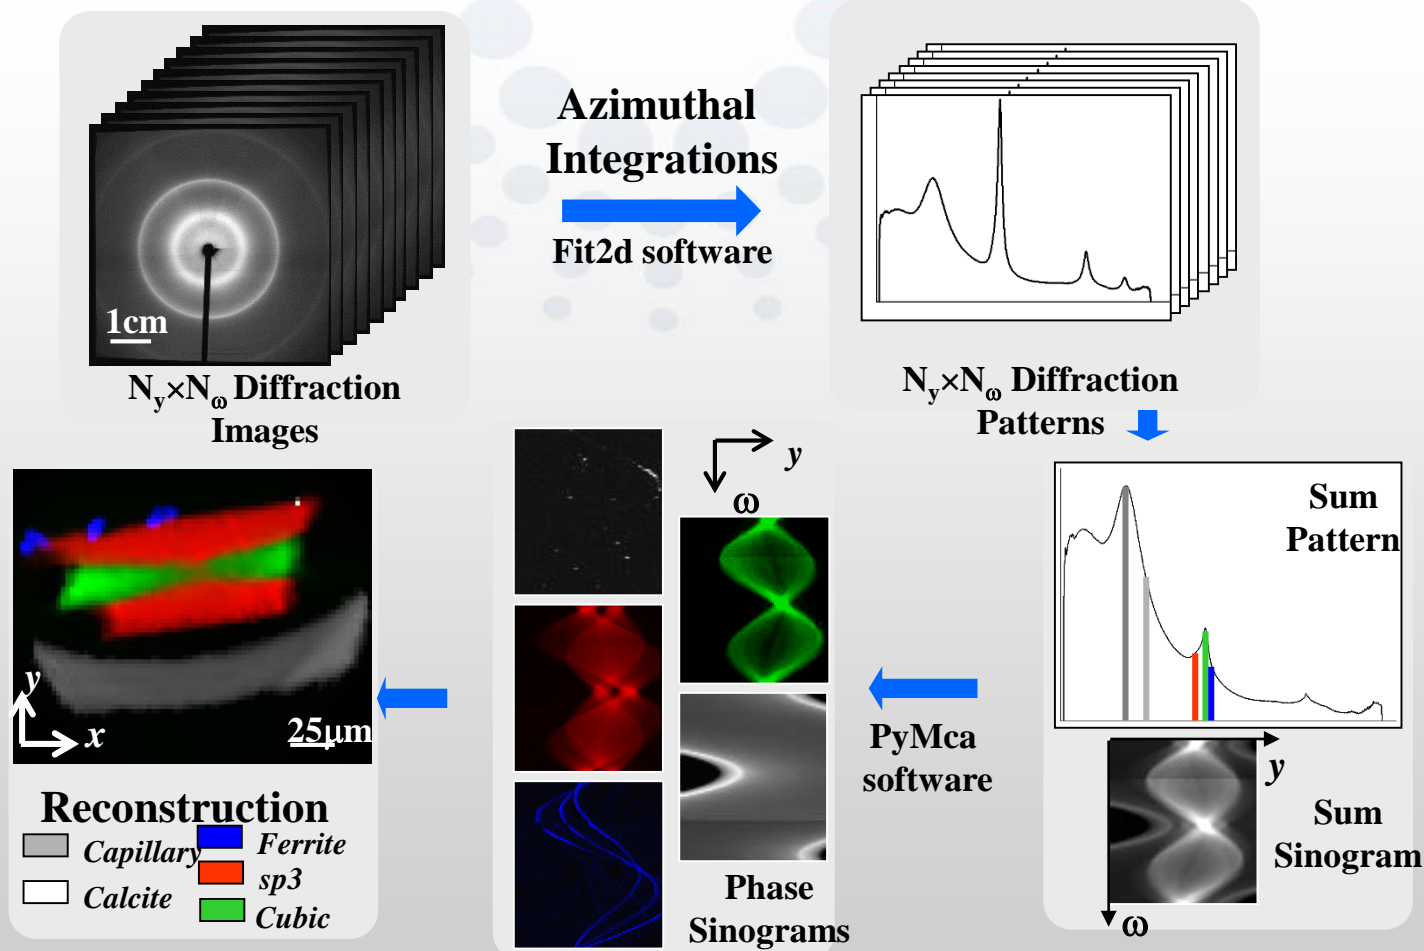 Azimuthal
Integrations
Fit2d software
1cm
Ny×Nω Diffraction
Images
Ny×Nω Diffraction
Patterns
Sum
Pattern
y
ω
Sum
Sinogram
PyMca
software
y
ω
Phase
Sinograms
y
x
25μm
Reconstruction
Capillary
Calcite
Ferrite
sp3
Cubic